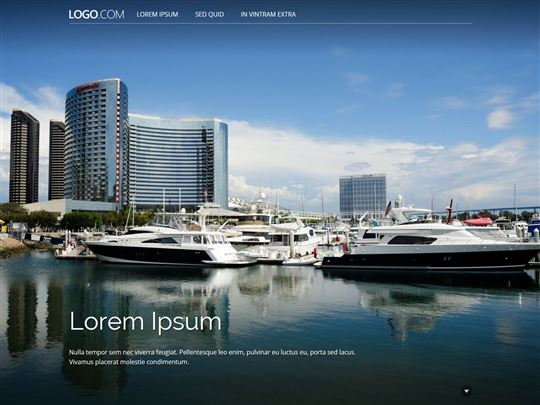 LOGO.COM
LOREM IPSUM
SED QUID
IN VINTRAM EXTRA
Lorem Ipsum
Nulla tempor sem nec viverra feugiat. Pellentesque leo enim, pulvinar eu luctus eu, porta sed lacus.
Vivamus placerat molestie condimentum.